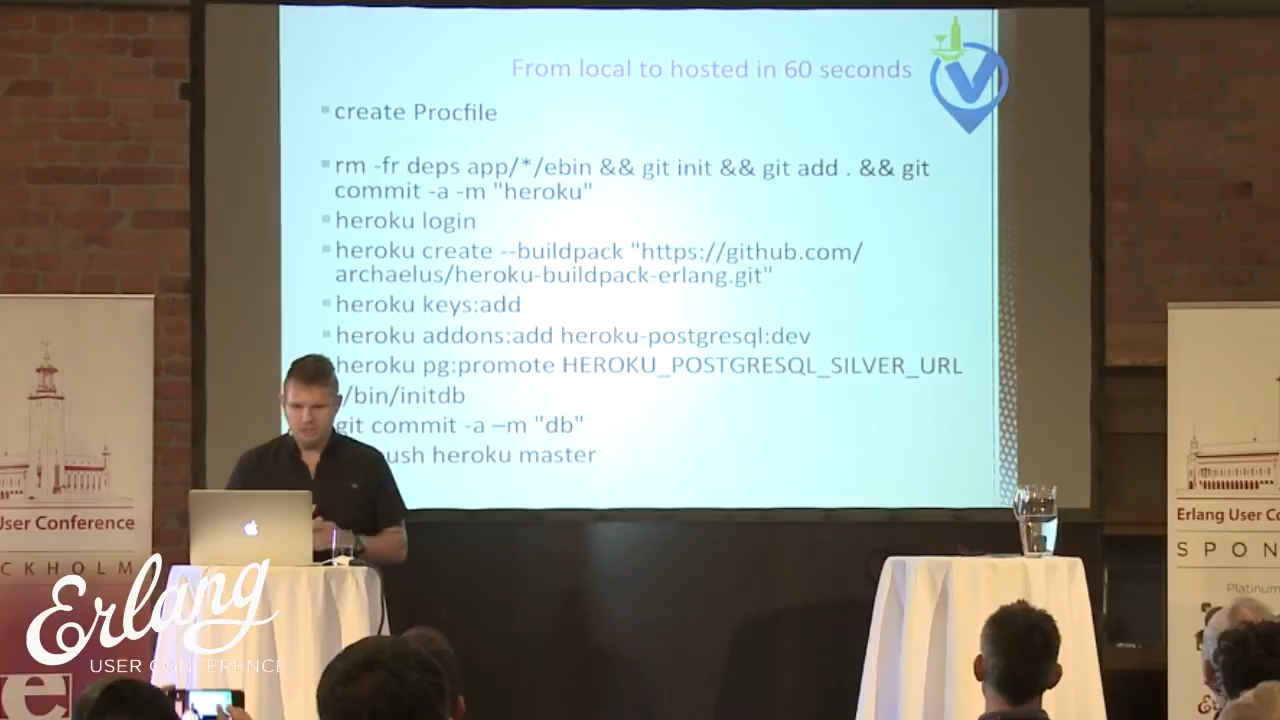 From local to hosted in 60 seconds
create Procfile
rm -fr deps app/*/ebin && git init && git add . && git
commit -a -m "heroku"
heroku login
heroku create --buildpack "https://github.com/
archaelus/heroku-buildpack-erlang.git"
heroku keys:add
heroku addons:add heroku-postgresql:dev
heroku pg:promote HEROKU_POSTGRESQL_SILVER_URL
/bin/initdb
git commit -a –m "db"
ush heroku master
User Conference
CKHOLM
Erlang User Co
SPON
Platinum
Erlang
USER CONFERENCE
e